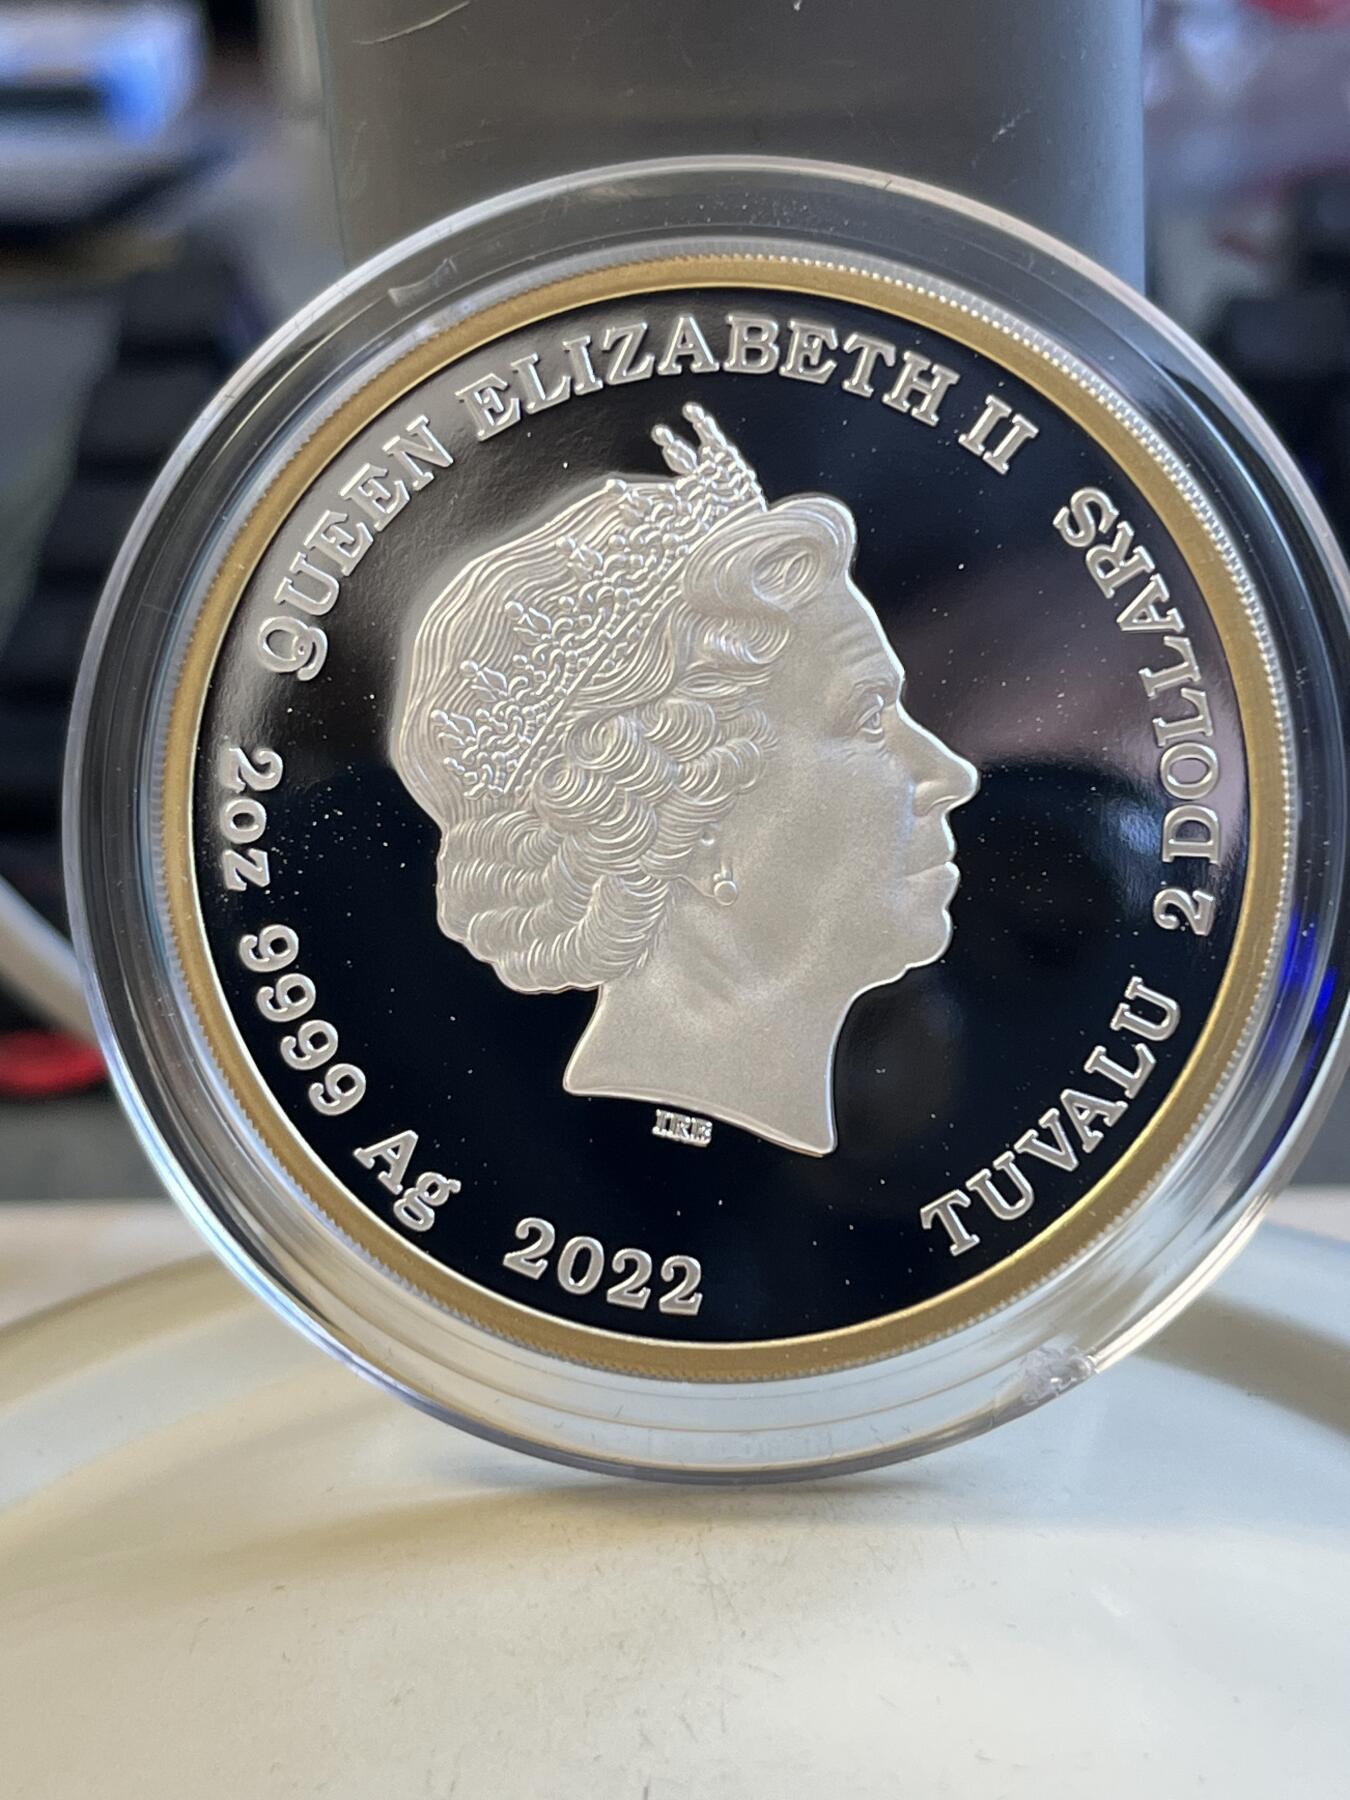 QUEEN ELIZABETH II
2 DOLLARS
TUVALU
2oz 9999 Ag 2022
IRB